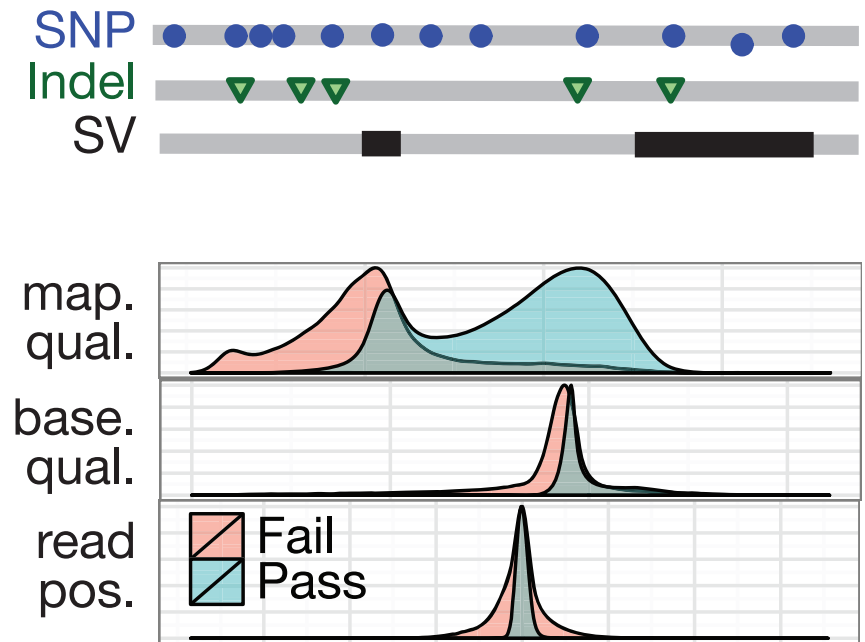 SNP
Indel
SV
map.
qual.
base.
qual.
read
pos.
Fail
Pass